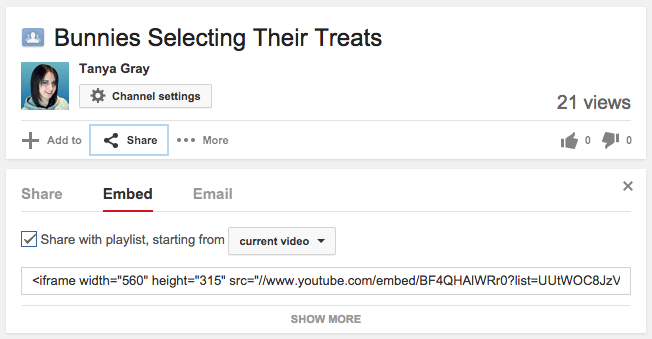 Bunnies Selecting Their Treats
Tanya Gray
Channel settings
21 views
Add to Share More 0 0
Share Embed Email
Share with playlist, starting from current video
<iframe width="560" height="315" src="//www.youtube.com/embed/BF4QHAlWRr0?list=UUtWOC8JzV
SHOW MORE